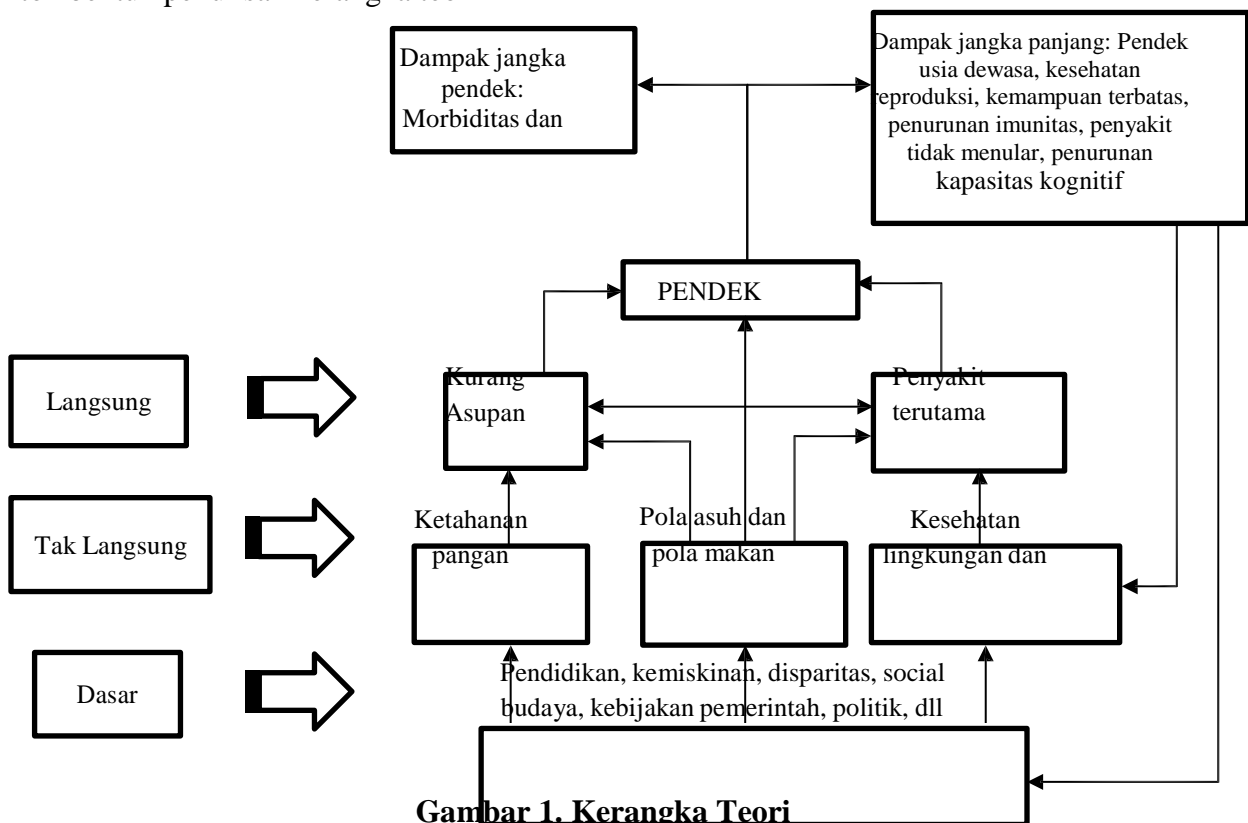 Dampak jangka
pendek:
Morbiditas dan
Dampak jangka panjang: Pendek
usia dewasa, kesehatan
reproduksi, kemampuan terbatas,
penurunan imunitas, penyakit
tidak menular, penurunan
kapasitas kognitif
PENDEK
Langsung
Kurang
Asupan
Penyakit
terutama
Tak Langsung
Ketahanan
pangan
Pola asuh dan
pola makan
Kesehatan
lingkungan dan
Dasar
Pendidikan, kemiskinan, disparitas, social
budaya, kebijakan pemerintah, politik, dll
Gambar 1. Kerangka Teori